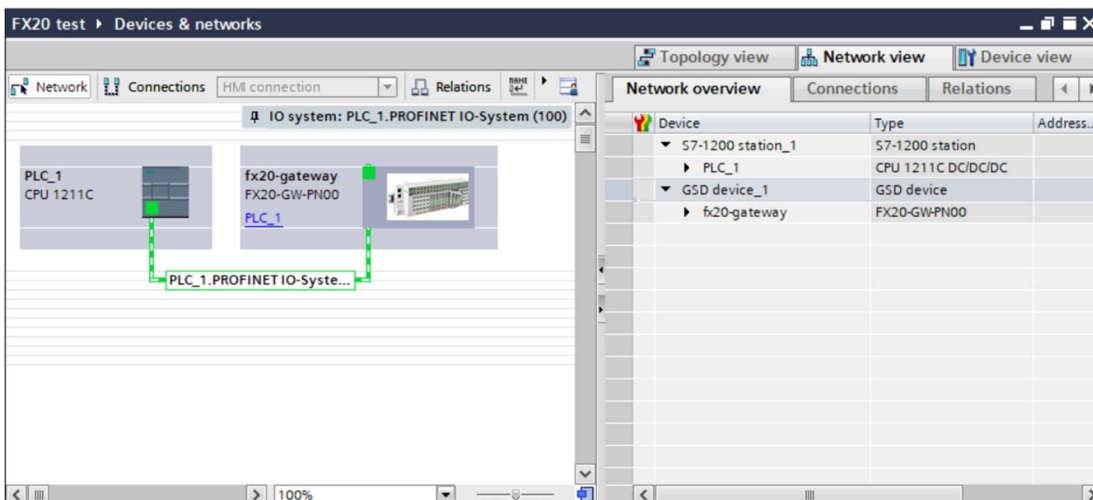 FX20 test ▸ Devices & networks
Topology view Network view Device view
Network Connections HMI connection Relations
IO system: PLC_1.PROFINET IO-System (100)
PLC_1
CPU 1211C
fx20-gateway
FX20-GW-PN00
PLC_1
PLC_1.PROFINET IO-Syste...
100%
Network overview Connections Relations
Device Type Address...
S7-1200 station_1 S7-1200 station
PLC_1 CPU 1211C DC/DC/DC
GSD device_1 GSD device
fx20-gateway FX20-GW-PN00